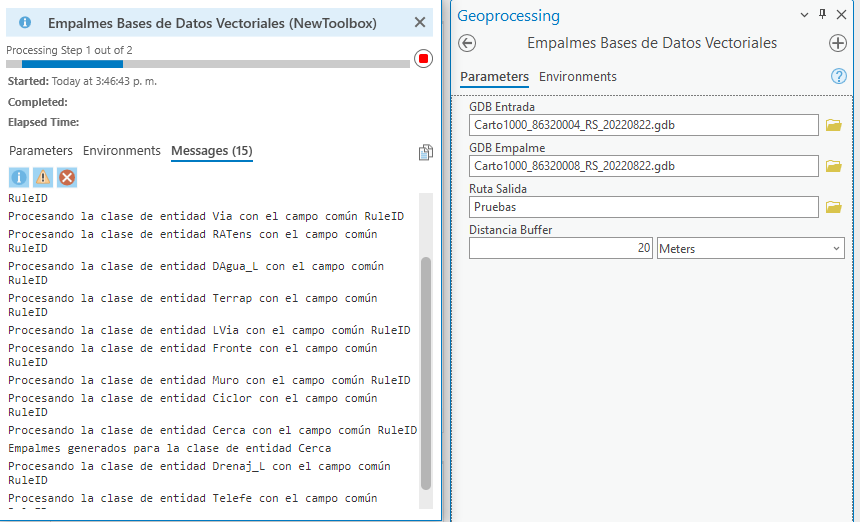 Empalmes Bases de Datos Vectoriales (NewToolbox)
Processing Step 1 out of 2
Started: Today at 3:46:43 p. m.
Completed:
Elapsed Time:
Parameters Environments Messages (15)
RuleID
Procesando la clase de entidad Via con el campo común RuleID
Procesando la clase de entidad RATens con el campo común
RuleID
Procesando la clase de entidad DAgua_L con el campo común
RuleID
Procesando la clase de entidad Terrap con el campo común
RuleID
Procesando la clase de entidad LVia con el campo común RuleID
Procesando la clase de entidad Fronte con el campo común
RuleID
Procesando la clase de entidad Muro con el campo común RuleID
Procesando la clase de entidad Ciclor con el campo común
RuleID
Procesando la clase de entidad Cerca con el campo común RuleID
Empalmes generados para la clase de entidad Cerca
Procesando la clase de entidad Drenaj_L con el campo común
RuleID
Procesando la clase de entidad Telefe con el campo común
RuleID
Geoprocessing
Empalmes Bases de Datos Vectoriales
Parameters Environments
GDB Entrada
Carto1000_86320004_RS_20220822.gdb
GDB Empalme
Carto1000_86320008_RS_20220822.gdb
Ruta Salida
Pruebas
Distancia Buffer
20 Meters